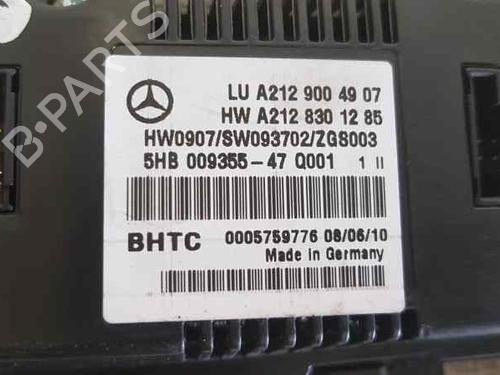 LU A212 900 49 07
HW A212 830 12 85
HW0907/SW093702/ZGS003
5HB 009355-47 Q001 1 II
BHTC 0005759776 08/06/10
Made in Germany